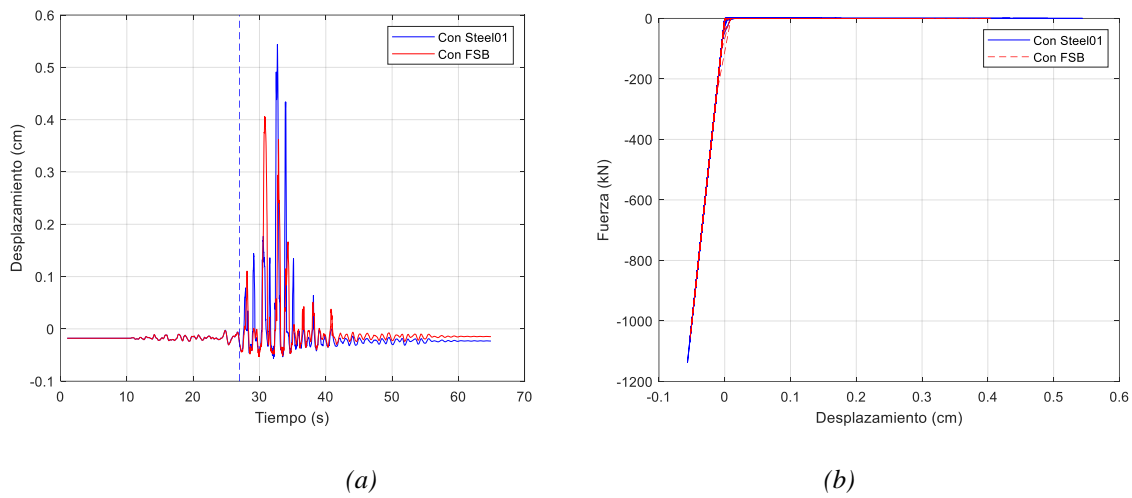 0.6
0.5
0.4
0.3
0.2
0.1
0
-0.1
Desplazamiento (cm)
0 10 20 30 40 50 60 70
Tiempo (s)
Con Steel01
Con FSB
(a)
0
-200
-400
-600
-800
-1000
-1200
Fuerza (kN)
-0.1 0 0.1 0.2 0.3 0.4 0.5 0.6
Desplazamiento (cm)
Con Steel01
Con FSB
(b)